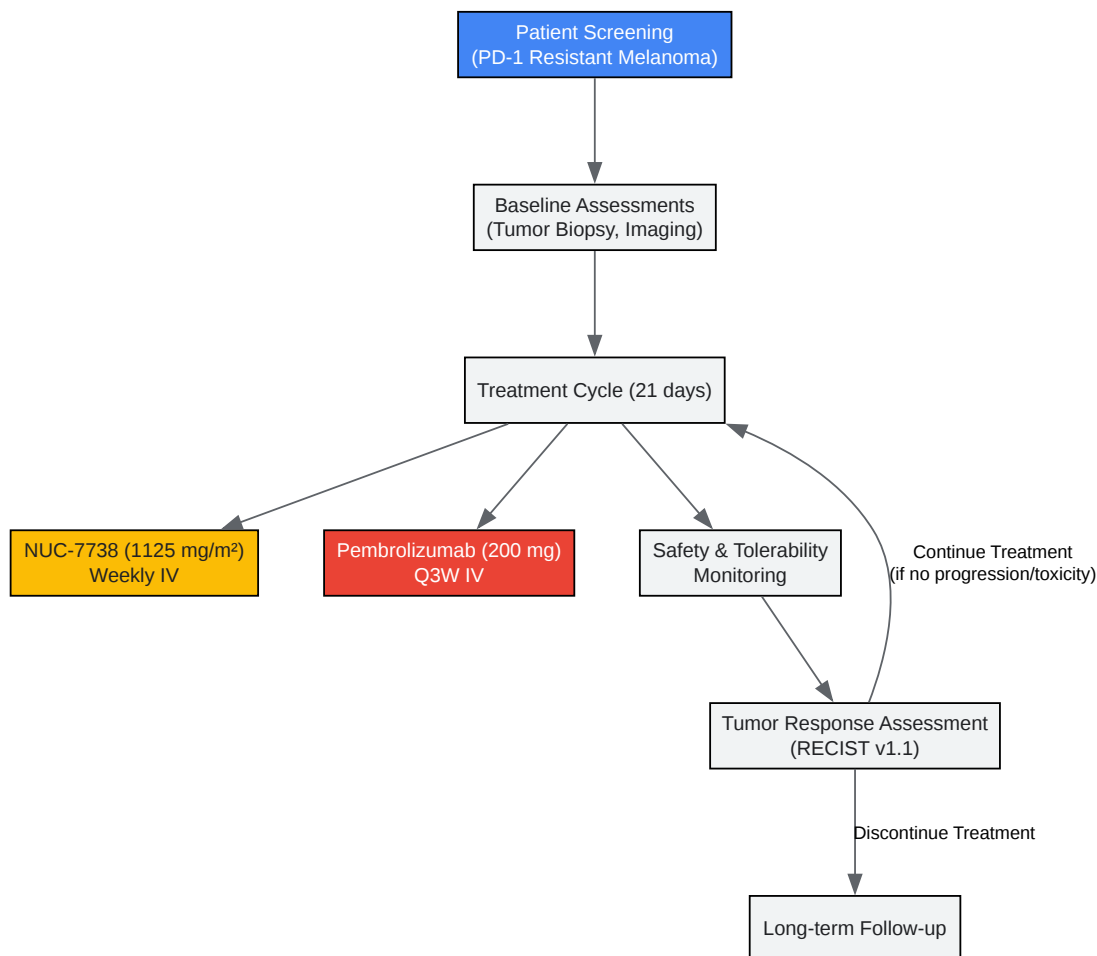 Patient Screening
(PD-1 Resistant Melanoma)
Baseline Assessments
(Tumor Biopsy, Imaging)
Treatment Cycle (21 days)
NUC-7738 (1125 mg/m²)
Weekly IV
Pembrolizumab (200 mg)
Q3W IV
Safety & Tolerability
Monitoring
Continue Treatment
(if no progression/toxicity)
Tumor Response Assessment
(RECIST v1.1)
Discontinue Treatment
Long-term Follow-up